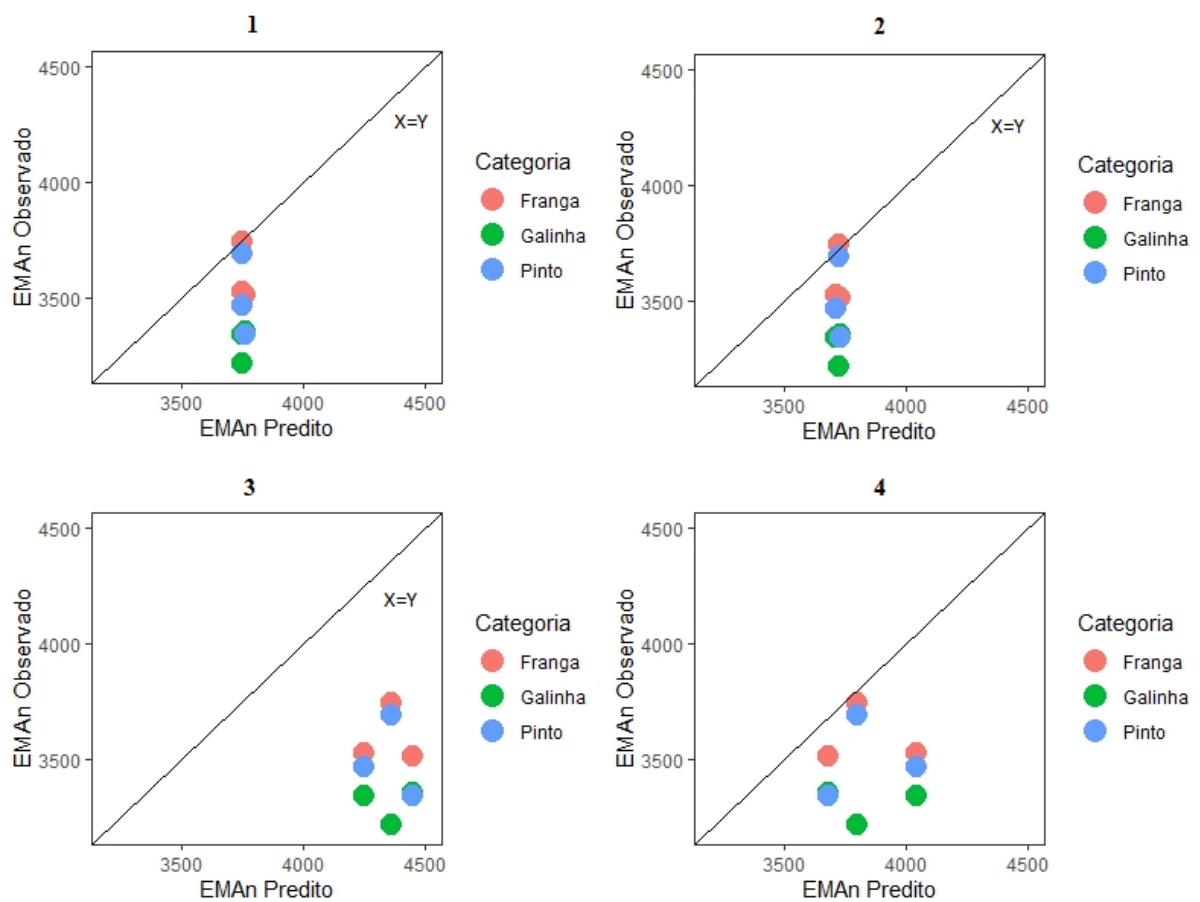 1
4500
4000
3500
EMAn Observado
X=Y
3500
4000
4500
EMAn Predito
Categoria
Franga
Galinha
Pinto
2
4500
4000
3500
EMAn Observado
X=Y
3500
4000
4500
EMAn Predito
Categoria
Franga
Galinha
Pinto
3
4500
4000
3500
EMAn Observado
X=Y
3500
4000
4500
EMAn Predito
Categoria
Franga
Galinha
Pinto
4
4500
4000
3500
EMAn Observado
3500
4000
4500
EMAn Predito
Categoria
Franga
Galinha
Pinto